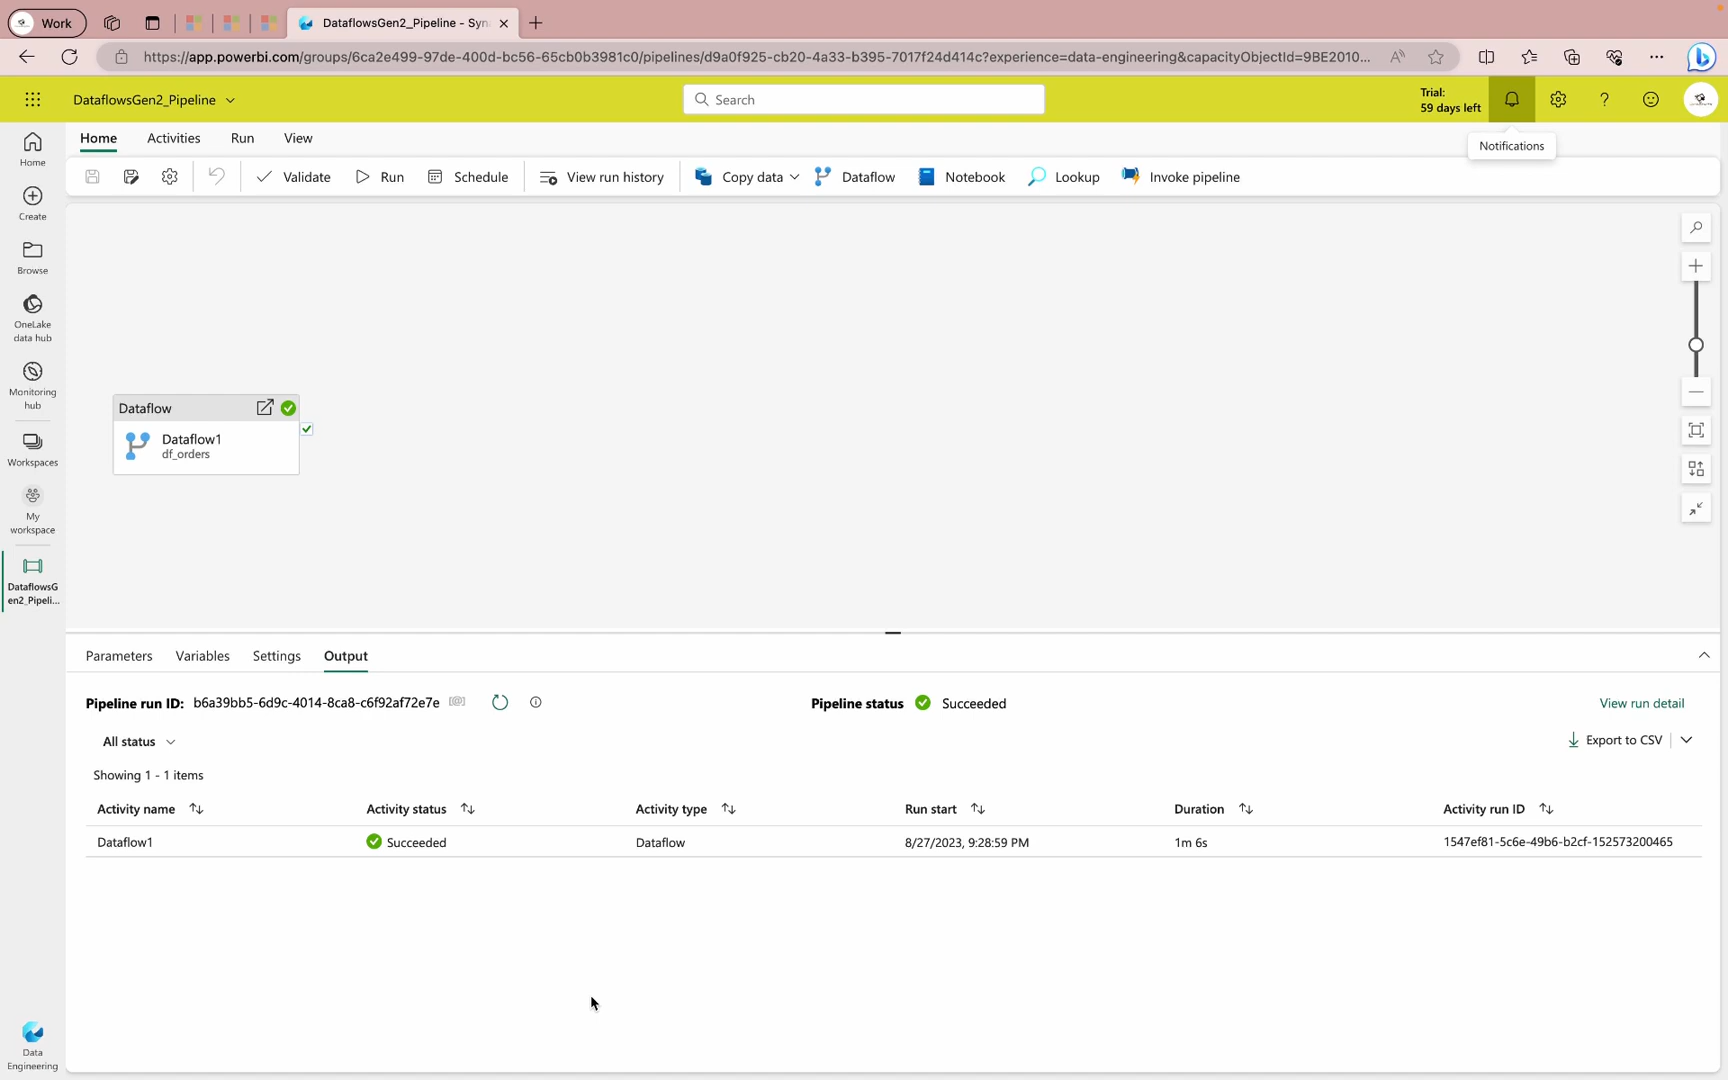 Work
DataflowsGen2_Pipeline - Syn
https://app.powerbi.com/groups/6ca2e499-97de-400d-bc56-65cb0b3981c0/pipelines/d9a0f925-cb20-4a33-b395-7017f24d414c?experience=data-engineering&capacityObjectId=9BE2010...
DataflowsGen2_Pipeline
Search
Trial:
59 days left
Notifications
Home Activities Run View
Validate Run Schedule View run history Copy data Dataflow Notebook Lookup Invoke pipeline
Home
Create
Browse
OneLake
data hub
Monitoring
hub
Workspaces
My
workspace
DataflowsG
en2_Pipeli...
Data
Engineering
Dataflow
Dataflow1
df_orders
Parameters Variables Settings Output
Pipeline run ID: b6a39bb5-6d9c-4014-8ca8-c6f92af72e7e Pipeline status Succeeded View run detail
All status Export to CSV
Showing 1 - 1 items
Activity name Activity status Activity type Run start Duration Activity run ID
Dataflow1 Succeeded Dataflow 8/27/2023, 9:28:59 PM 1m 6s 1547ef81-5c6e-49b6-b2cf-152573200465